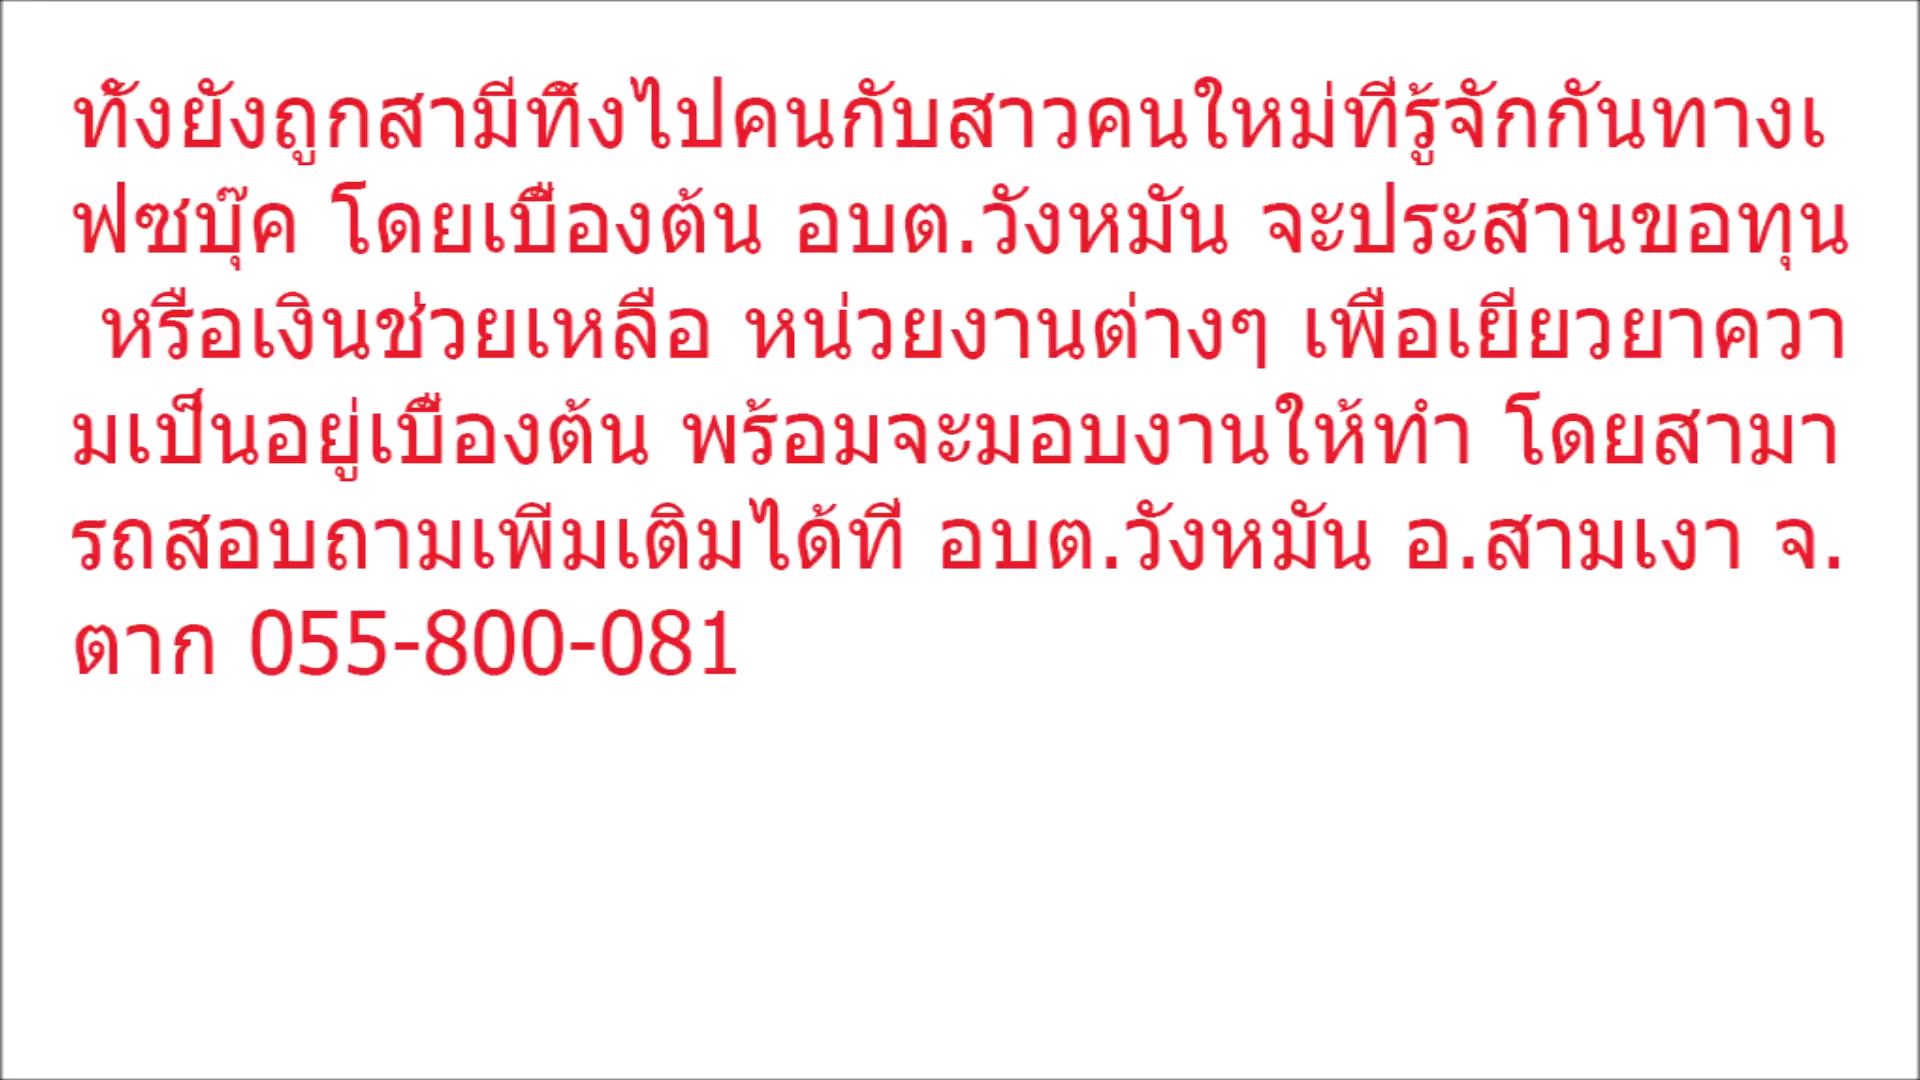 ทั้งยังถูกสามีทิ้งไปคนกับสาวคนใหม่ที่รู้จักกันทางเ
ฟซบุ๊ค โดยเบื้องต้น อบต.วังหมัน จะประสานขอทุน
หรือเงินช่วยเหลือ หน่วยงานต่างๆ เพื่อเยียวยาควา
มเป็นอยู่เบื้องต้น พร้อมจะมอบงานให้ทำ โดยสามา
รถสอบถามเพิ่มเติมได้ที่ อบต.วังหมัน อ.สามเงา จ.
ตาก 055-800-081